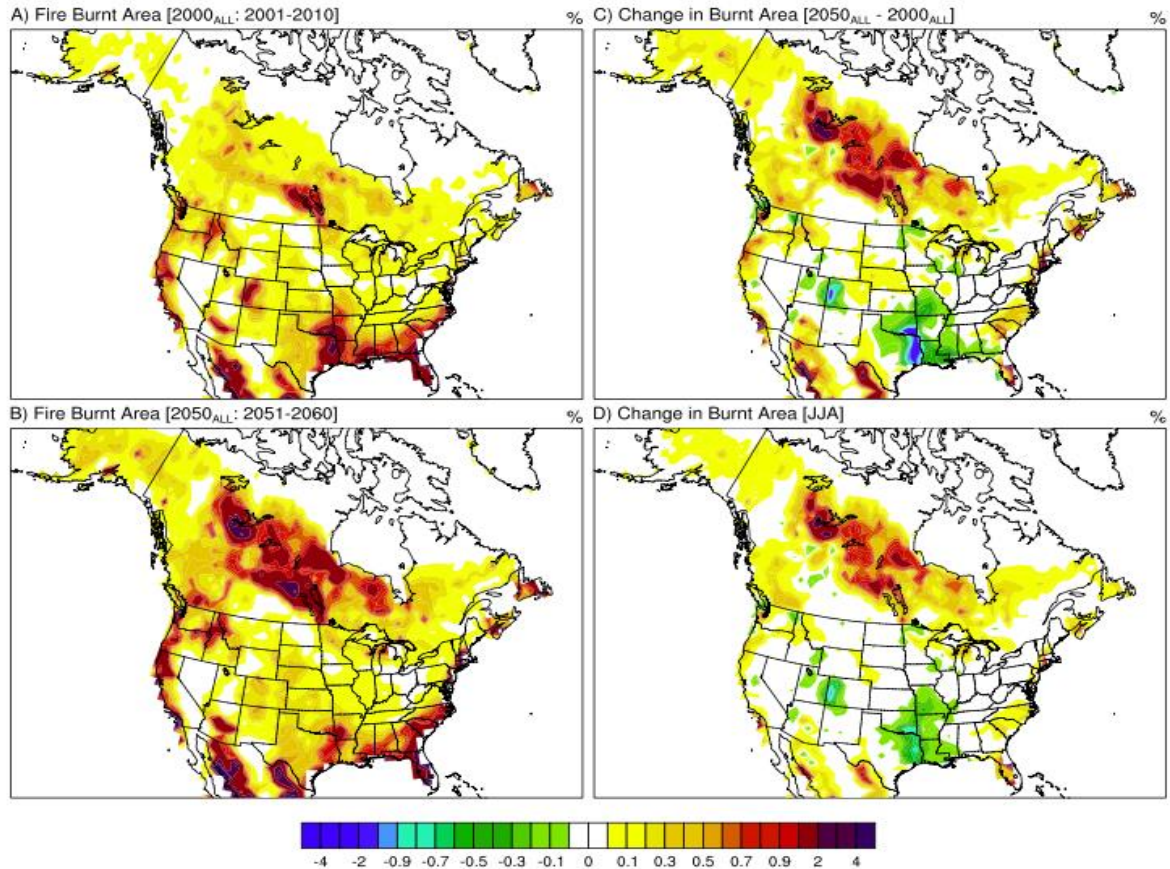 A) Fire Burnt Area [2000ALL: 2001-2010] %
C) Change in Burnt Area [2050ALL - 2000ALL] %
B) Fire Burnt Area [2050ALL: 2051-2060] %
D) Change in Burnt Area [JJA] %
-4 -2 -0.9 -0.7 -0.5 -0.3 -0.1 0 0.1 0.3 0.5 0.7 0.9 2 4